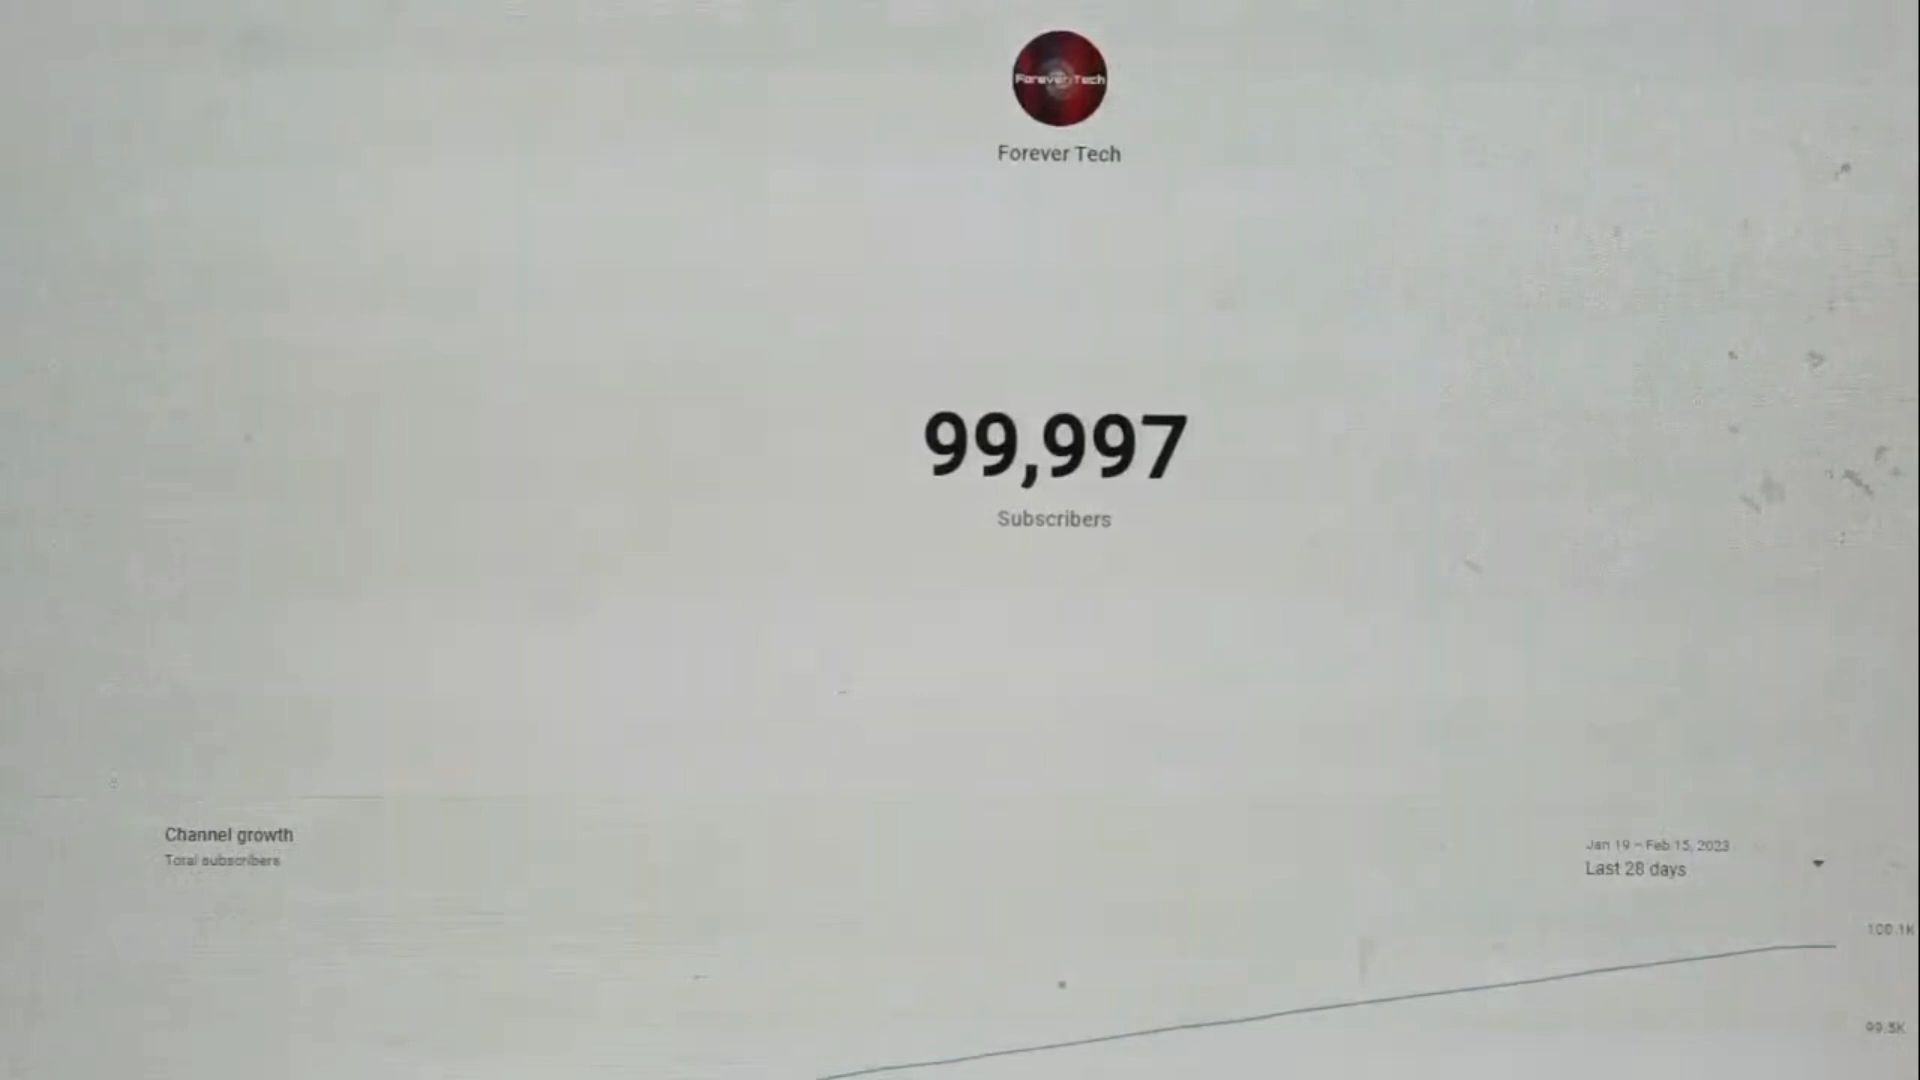 Forever Tech
Forever Tech
99,997
Subscribers
Channel growth
Total subscribers
Jan 19 – Feb 15, 2023
Last 28 days
100.1K
99.5K